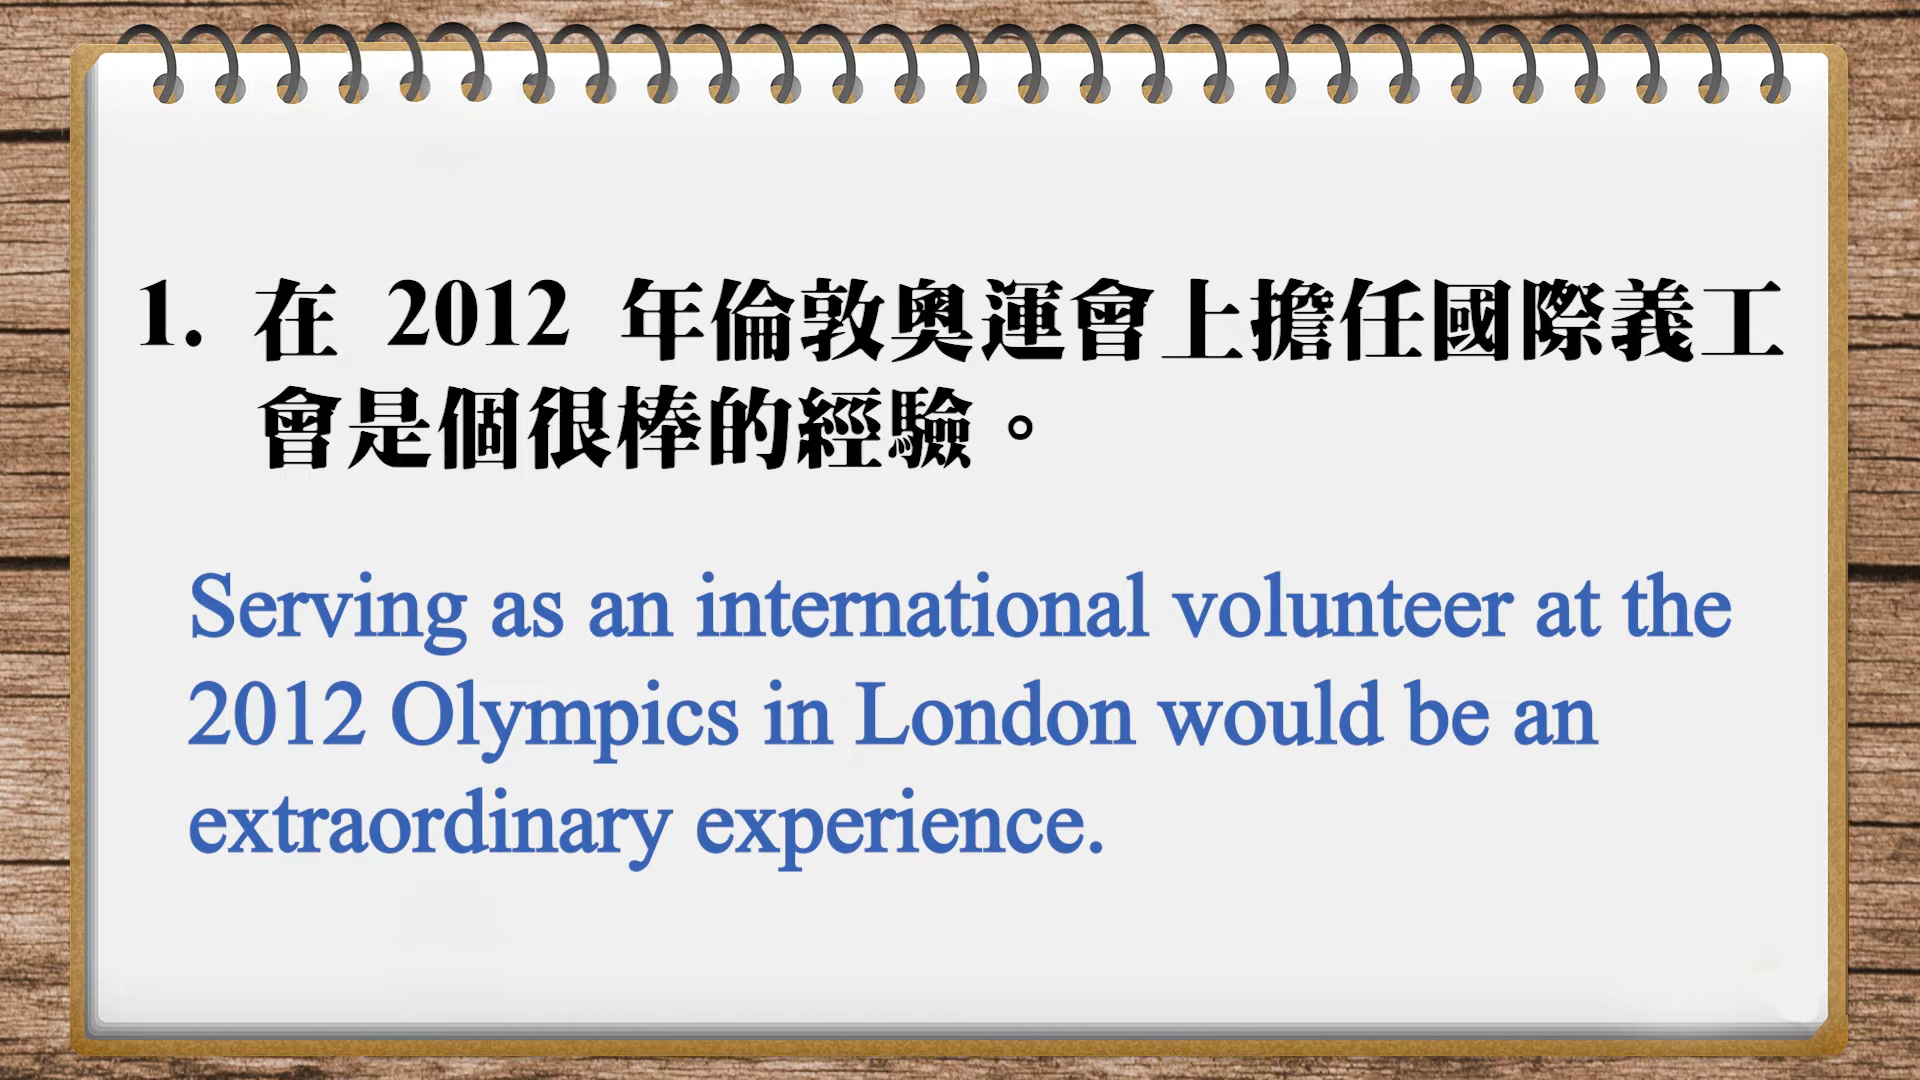 1. 在 2012 年倫敦奧運會上擔任國際義工
會是個很棒的經驗。
Serving as an international volunteer at the
2012 Olympics in London would be an
extraordinary experience.